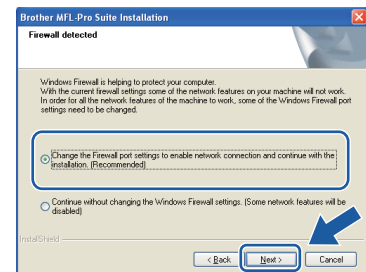 Brother MFL-Pro Suite Installation
Firewall detected
Windows Firewall is helping to protect your computer.
With the current firewall settings some of the network features on your machine will not work.
In order for all the network features of the machine to work, some of the Windows Firewall port
settings need to be changed.
Change the Firewall port settings to enable network connection and continue with the
installation. (Recommended)
Continue without changing the Windows Firewall settings. (Some network features will be
disabled)
InstallShield
< Back
Next >
Cancel